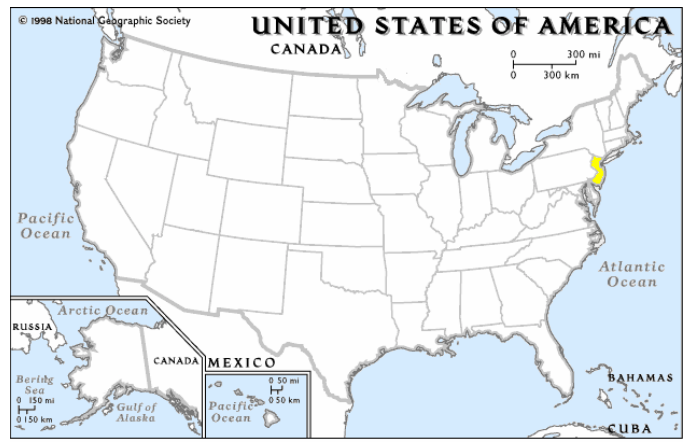 © 1998 National Geographic Society
UNITED STATES OF AMERICA
CANADA
0 300 mi
0 300 km
Pacific
Ocean
Atlantic
Ocean
Arctic Ocean
RUSSIA
CANADA
MEXICO
Bering
Sea
0 150 mi
0 150 km
Gulf of
Alaska
0 50 mi
0 50 km
Pacific
Ocean
BAHAMAS
CUBA